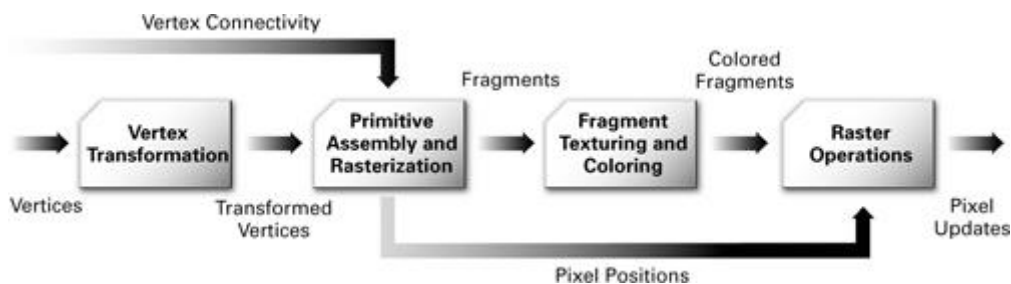 Vertex Connectivity
Vertices
Vertex
Transformation
Transformed
Vertices
Primitive
Assembly and
Rasterization
Fragments
Fragment
Texturing and
Coloring
Colored
Fragments
Raster
Operations
Pixel
Updates
Pixel Positions